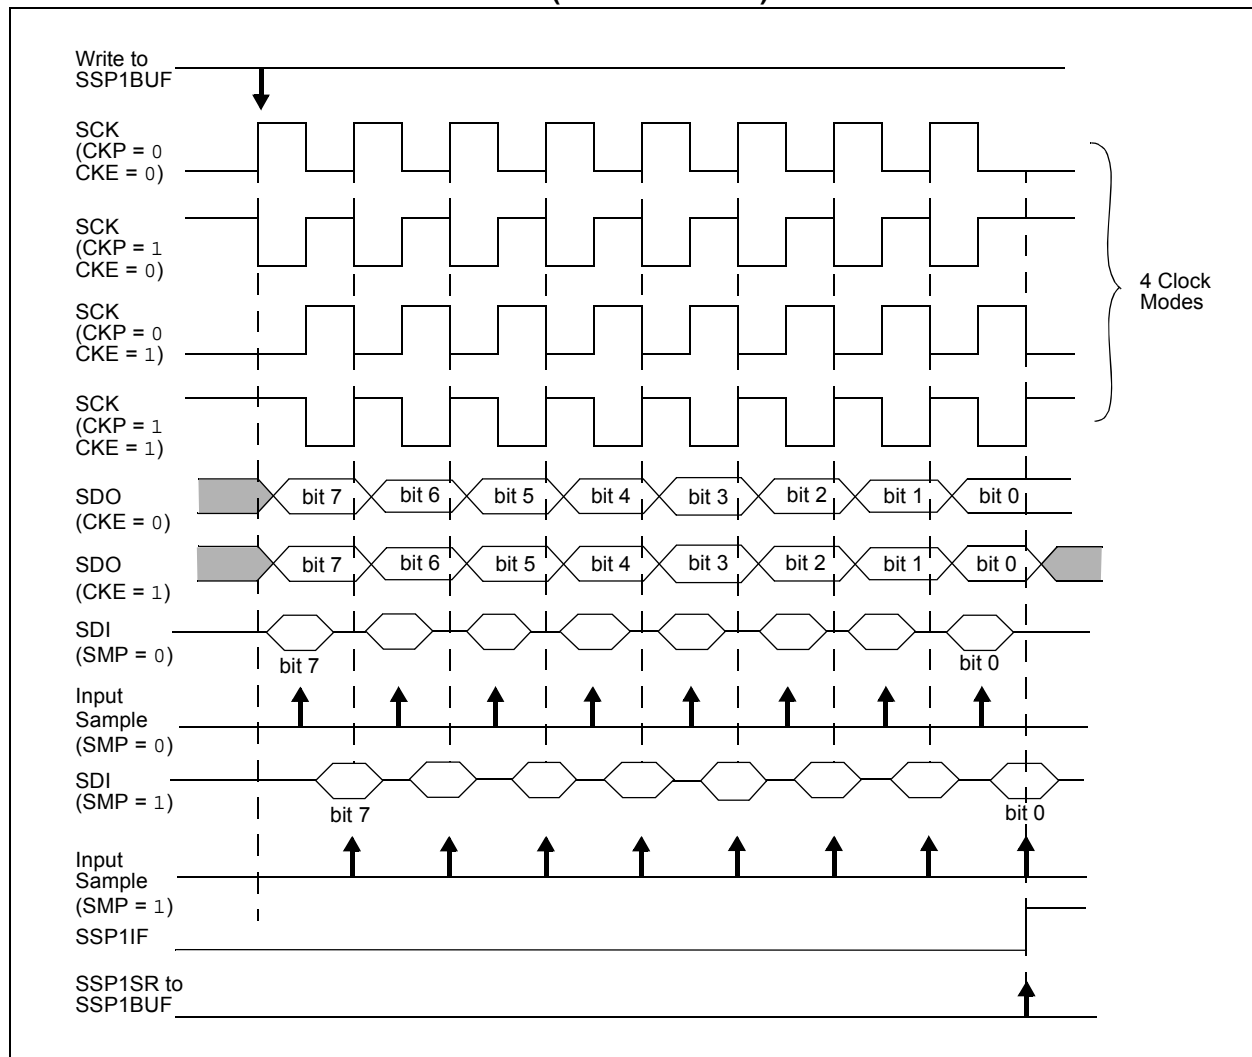 Write to
SSP1BUF
SCK
(CKP = 0
CKE = 0)
SCK
(CKP = 1
CKE = 0)
SCK
(CKP = 0
CKE = 1)
SCK
(CKP = 1
CKE = 1)
4 Clock
Modes
SDO
(CKE = 0)
bit 7 bit 6 bit 5 bit 4 bit 3 bit 2 bit 1 bit 0
SDO
(CKE = 1)
bit 7 bit 6 bit 5 bit 4 bit 3 bit 2 bit 1 bit 0
SDI
(SMP = 0)
bit 7 bit 0
Input
Sample
(SMP = 0)
SDI
(SMP = 1)
bit 7 bit 0
Input
Sample
(SMP = 1)
SSP1IF
SSP1SR to
SSP1BUF